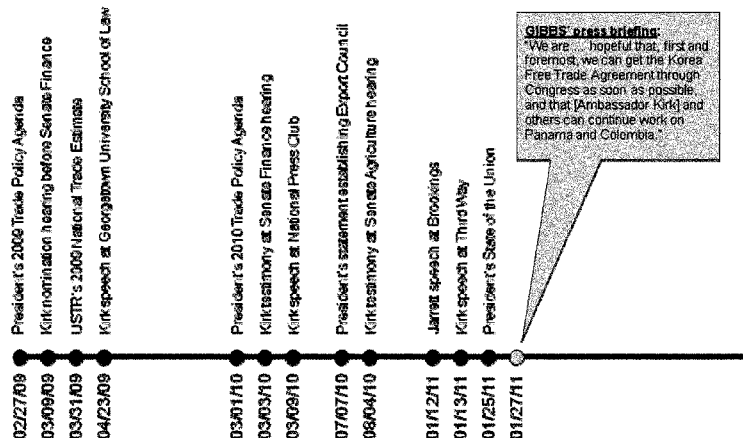 GIBBS' press briefing:
"We are ... hopeful that, first and
foremost, we can get the Korea
Free Trade Agreement through
Congress as soon as possible,
and that [Ambassador Kirk] and
others can continue work on
Panama and Colombia."
President's 2009 Trade Policy Agenda
Kirk nomination hearing before Senate Finance
USTR's 2009 National Trade Estimate
Kirk speech at Georgetown University School of Law
President's 2010 Trade Policy Agenda
Kirk testimony at Senate Finance hearing
Kirk speech at National Press Club
President's statement establishing Export Council
Kirk testimony at Senate Agriculture hearing
Jarrett speech at Brookings
Kirk speech at Third Way
President's State of the Union
02/27/09
03/09/09
03/31/09
04/23/09
03/01/10
03/03/10
03/09/10
07/07/10
08/04/10
01/12/11
01/13/11
01/25/11
01/27/11